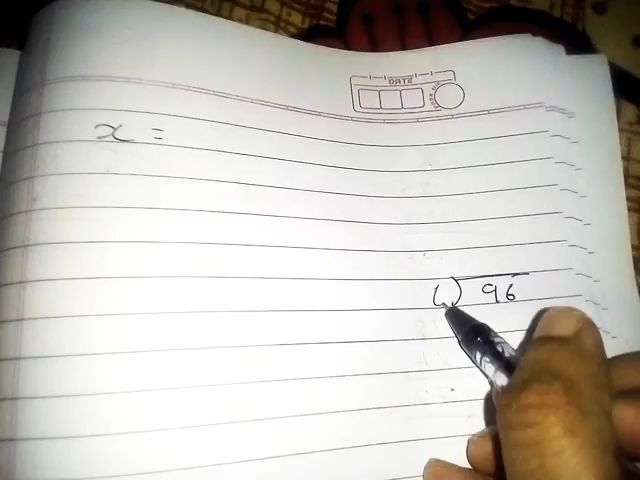 DATE
x =
6) 96